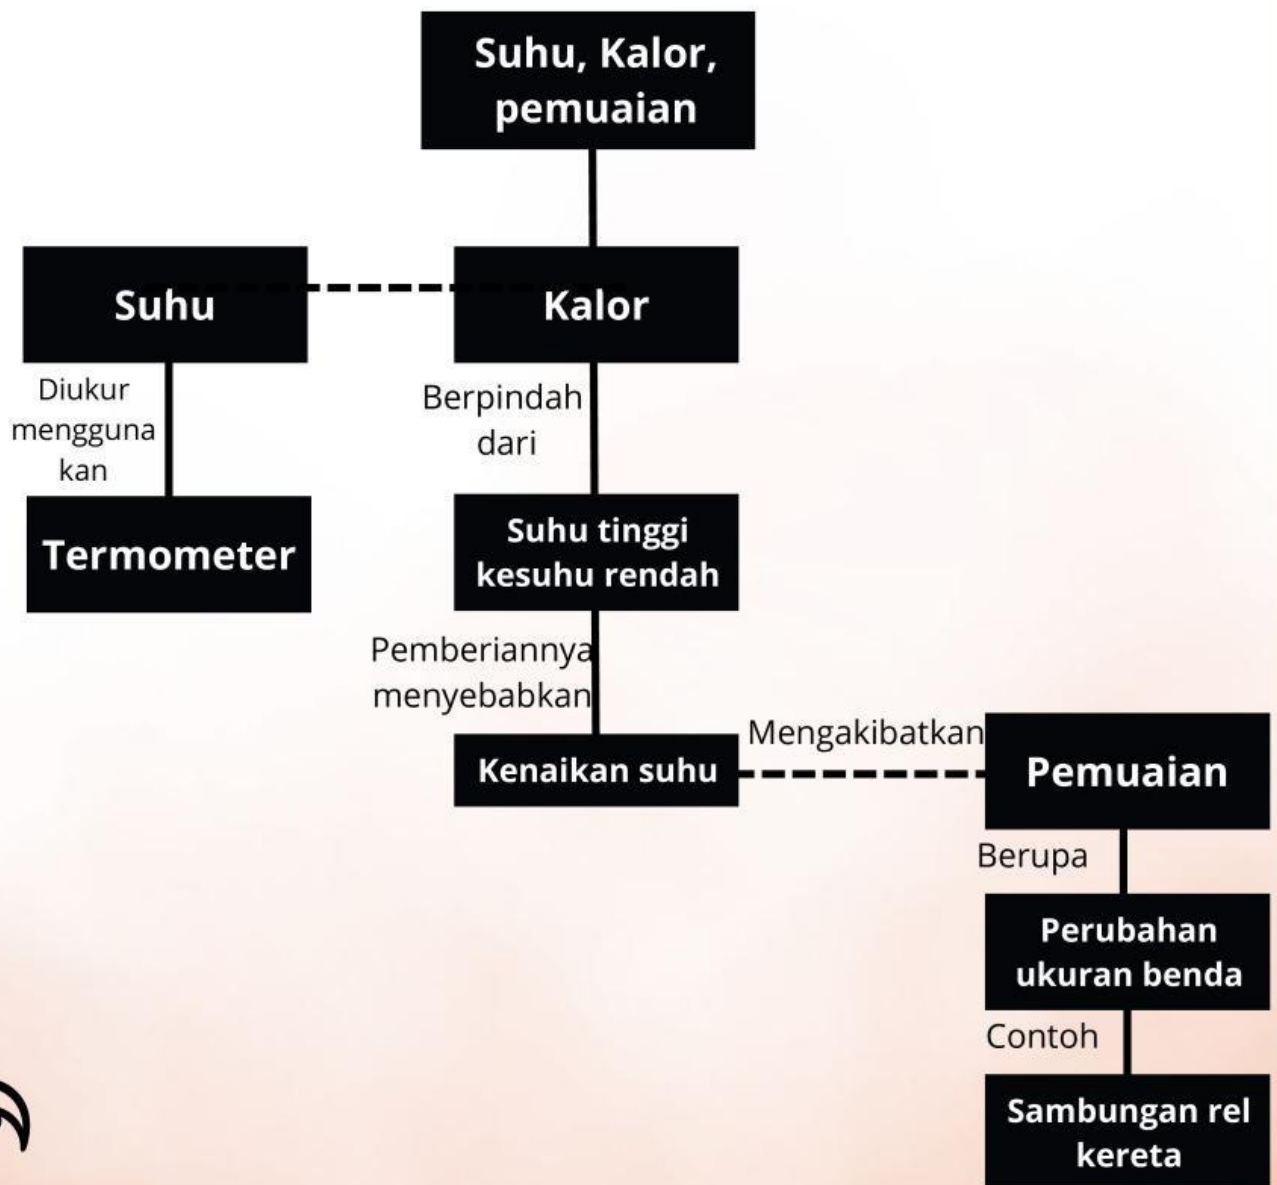 Suhu, Kalor,
pemuaian
Suhu
Kalor
Diukur
mengguna
kan
Berpindah
dari
Termometer
Suhu tinggi
kesuhu rendah
Pemberiannya
menyebabkan
Kenaikan suhu
Mengakibatkan
Pemuaian
Berupa
Perubahan
ukuran benda
Contoh
Sambungan rel
kereta